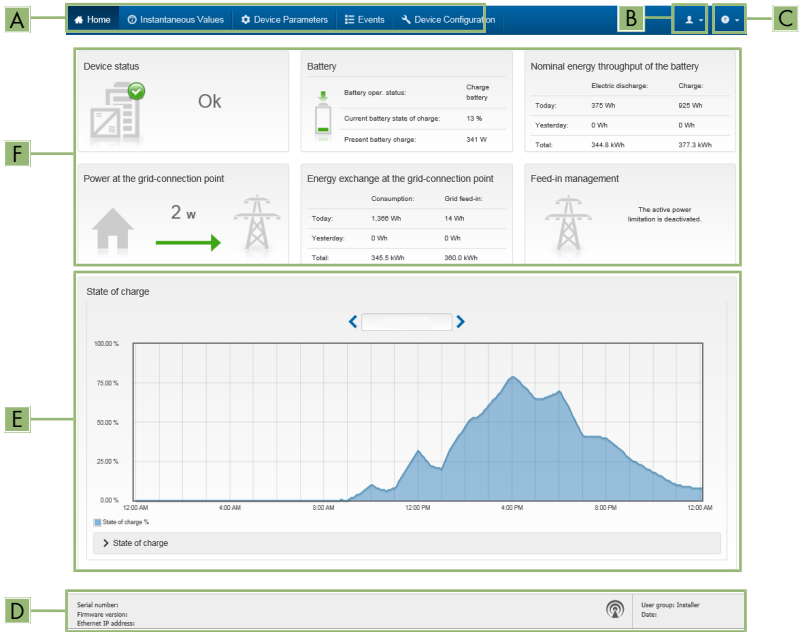 A
Home Instantaneous Values Device Parameters Events Device Configuration
B
C
F
Device status
Ok
Battery
Battery oper. status: Charge battery
Current battery state of charge: 13 %
Present battery charge: 341 W
Nominal energy throughput of the battery
Electric discharge: Charge:
Today: 375 Wh 925 Wh
Yesterday: 0 Wh 0 Wh
Total: 344.8 kWh 377.3 kWh
Power at the grid-connection point
2 w
Energy exchange at the grid-connection point
Consumption: Grid feed-in:
Today: 1,366 Wh 14 Wh
Yesterday: 0 Wh 0 Wh
Total: 345.5 kWh 360.0 kWh
Feed-in management
The active power
limitation is deactivated.
E
State of charge
100.00 %
75.00 %
50.00 %
25.00 %
0.00 %
12:00 AM 4:00 AM 8:00 AM 12:00 PM 4:00 PM 8:00 PM 12:00 AM
State of charge %
State of charge
D
Serial number:
Firmware version:
Ethernet IP address:
User group: Installer
Date: